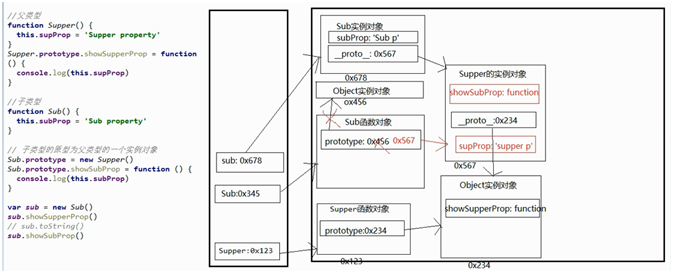 //父类型
function Supper() {
this.supProp = 'Supper property'
}
Supper.prototype.showSupperProp = function
() {
console.log(this.supProp)
}
//子类型
function Sub() {
this.supProp = 'Sub property'
}
// 子类型的原型为父类型的一个实例对象
Sub.prototype = new Supper()
Sub.prototype.showSubProp = function () {
console.log(this.supProp)
}
var sub = new Sub()
sub.showSupperProp()
// sub.toString()
sub.showSubProp()
sub: 0x678
Sub:0x345
Supper:0x123
Sub实例对象
subProp: 'Sub p'
__proto__: 0x567
0x678
Object实例对象
ox456
Sub函数对象
prototype: 0x456 0x567
Supper函数对象
prototype:0x234
0x123
Supper的实例对象
showSubProp: function
__proto__:0x234
supProp: 'supper p'
0x567
Object实例对象
showSupperProp: function
0x234